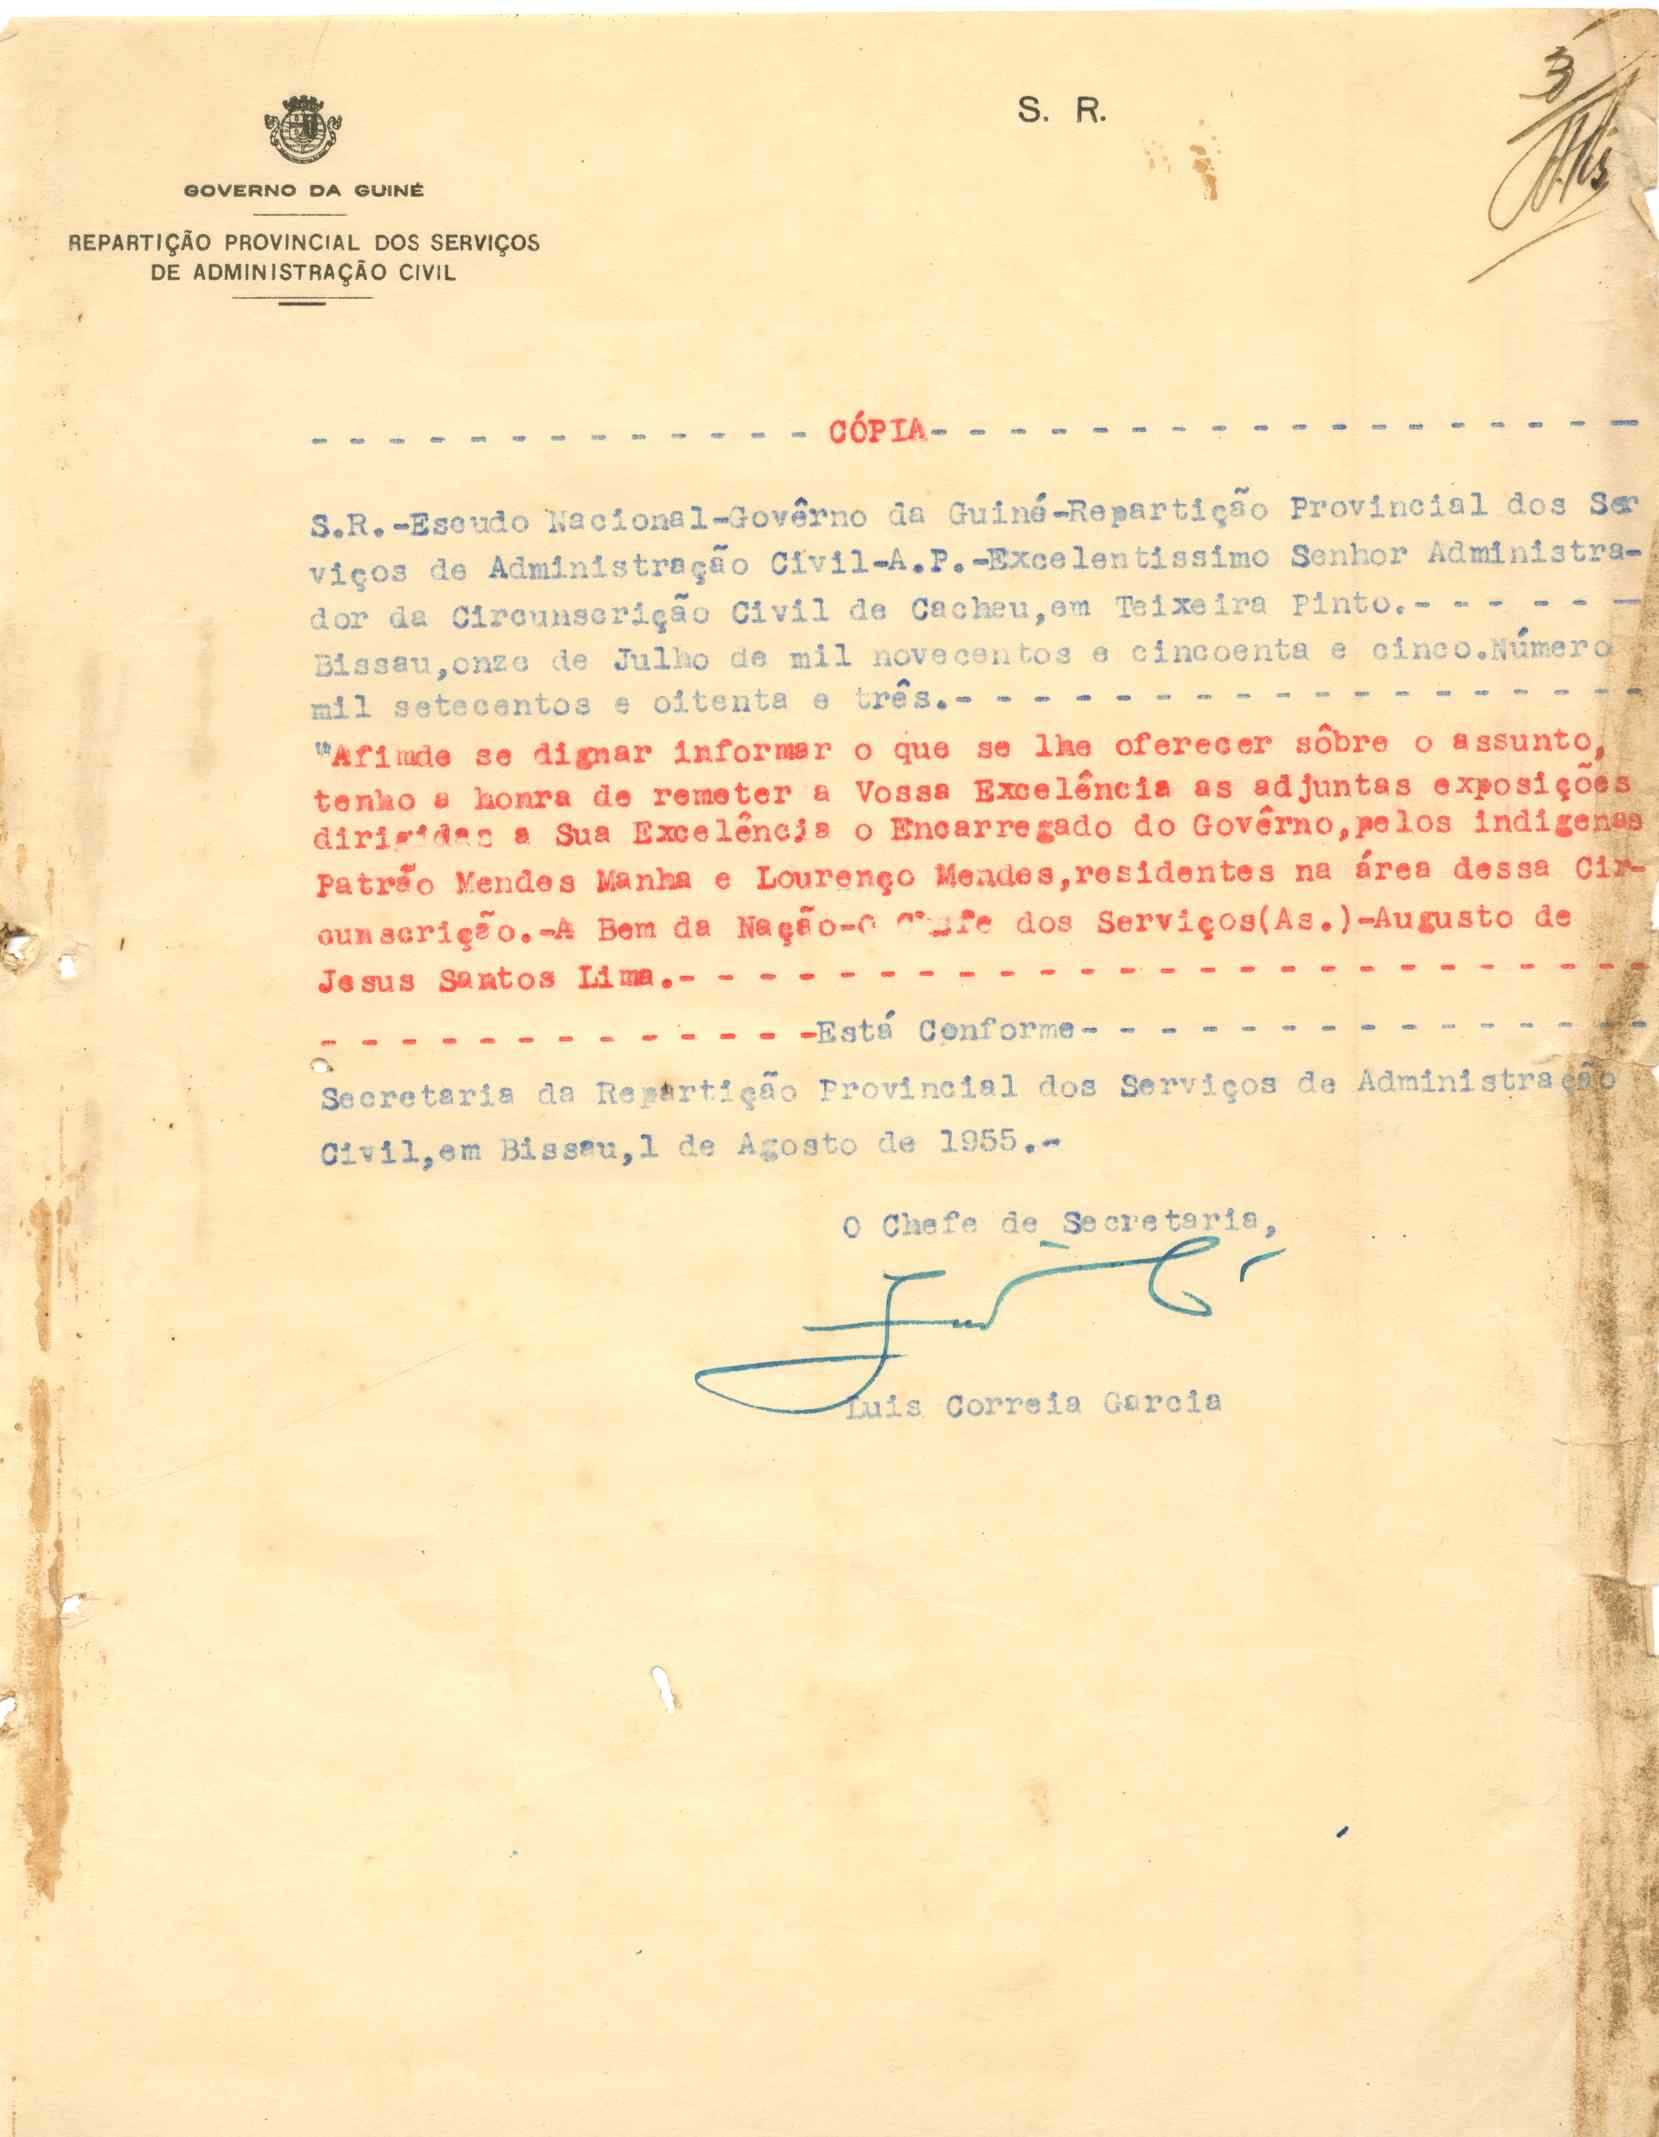 S. R.
3
GOVERNO DA GUINÉ
REPARTIÇÃO PROVINCIAL DOS SERVIÇOS
DE ADMINISTRAÇÃO CIVIL
- - - - - - - - - - - - - CÓPIA- - - - - - - - - - - - - - - - - -
S.R.-Escudo Nacional-Govêrno da Guiné-Repartição Provincial dos Ser
viços de Administração Civil-A.P.-Excelentissimo Senhor Administra-
dor da Circunscrição Civil de Cacheu,em Teixeira Pinto.- - - - - -
Bissau,onze de Julho de mil novecentos e cincoenta e cinco.Número
mil setecentos e oitenta e três.- - - - - - - - - - - - - - - - - -
"Afimde se dignar informar o que se lhe oferecer sôbre o assunto,
tenho a honra de remeter a Vossa Excelência as adjuntas exposições
dirigidas a Sua Excelência o Encarregado do Govêrno,pelos indigenas
Patrão Mendes Manha e Lourenço Mendes,residentes na área dessa Cir-
cunscrição.-A Bem da Nação-O Chefe dos Serviços(As.)-Augusto de
Jesus Santos Lima.- - - - - - - - - - - - - - - - - - - - - - - - -
- - - - - - - - - - - - -Está Conforme- - - - - - - - - - - - - - -
Secretaria da Repartição Provincial dos Serviços de Administração
Civil,em Bissau,1 de Agosto de 1955.-
O Chefe de Secretaria,
Luis Correia Garcia